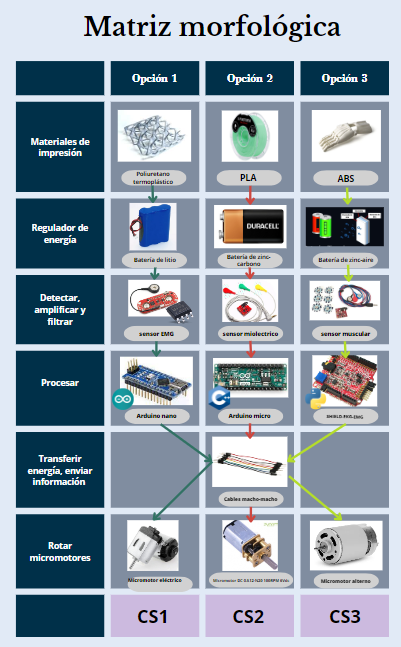 Matriz morfológica
Opción 1
Opción 2
Opción 3
Materiales de
impresión
Poliuretano
termoplástico
PLA
ABS
Regulador de
energía
DURACELL
Batería de litio
Batería de zinc-
carbono
Batería de zinc-aire
Detectar,
amplificar y
filtrar
sensor EMG
sensor mioelectrico
sensor muscular
Procesar
Arduino nano
Arduino micro
SHIELD-EKG-EMG
Transferir
energía, enviar
información
Cables macho-macho
Rotar
micromotores
Micromotor eléctrico
Micromotor DC GA12-N20 100RPM 6Vdc
Micromotor alterno
CS1
CS2
CS3